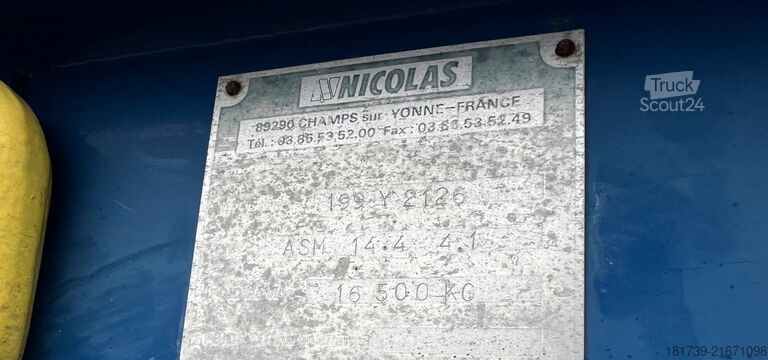 NICOLAS
89290 CHAMPS sur YONNE-FRANCE
Tél.: 03.86.53.52.00 Fax: 03.86.53.52.49
199 Y 2126
ASM 14.4 4.1
16 500 KG
Truck
Scout24
181739-21671098